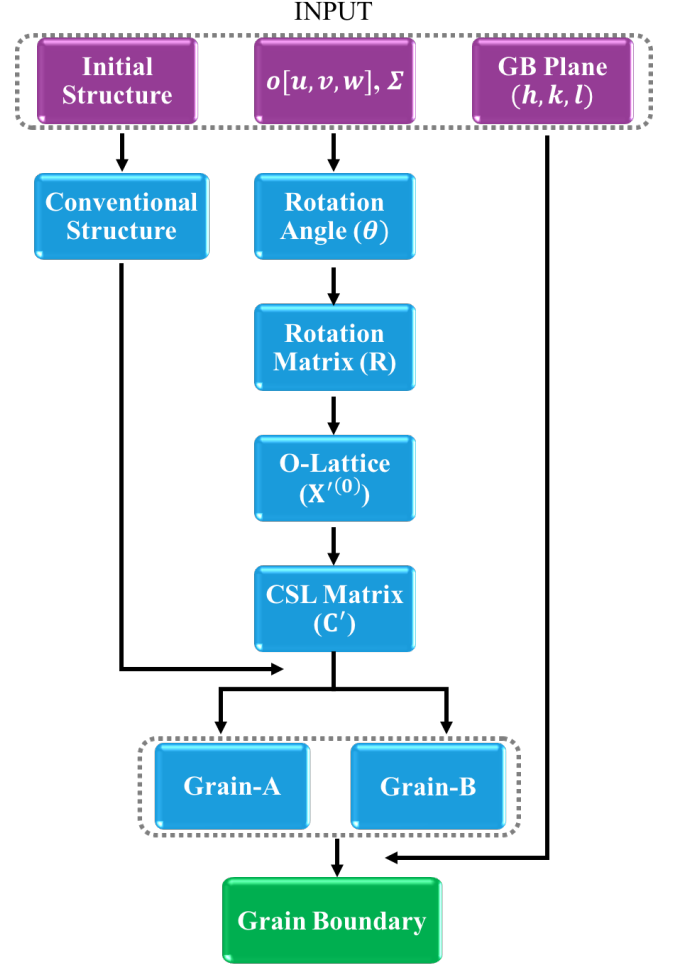 INPUT
Initial
Structure
o[u, v, w], Σ
GB Plane
(h, k, l)
Conventional
Structure
Rotation
Angle (θ)
Rotation
Matrix (R)
O-Lattice
(X′⁽⁰⁾)
CSL Matrix
(C′)
Grain-A
Grain-B
Grain Boundary